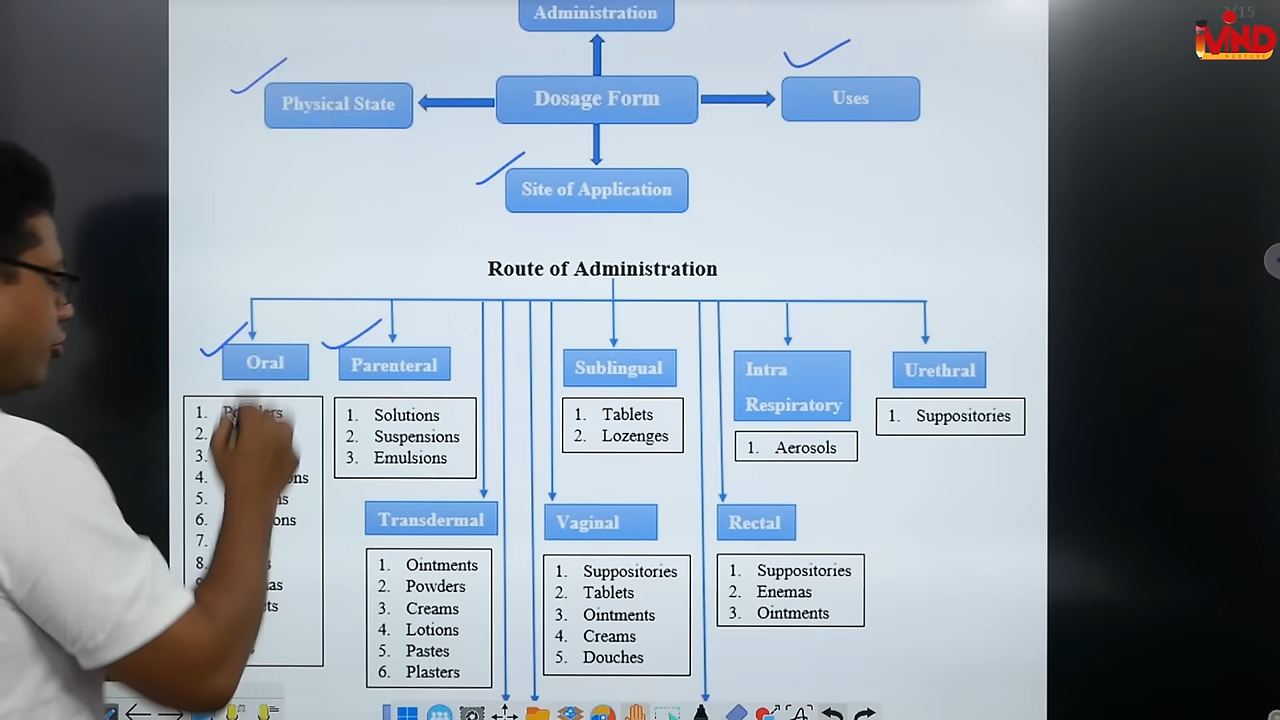 Administration
Physical State
Dosage Form
Uses
Site of Application
Route of Administration
Oral
1.
2.
3.
4.
5.
6.
7.
8.
Parenteral
1. Solutions
2. Suspensions
3. Emulsions
Sublingual
1. Tablets
2. Lozenges
Intra
Respiratory
1. Aerosols
Urethral
1. Suppositories
Transdermal
1. Ointments
2. Powders
3. Creams
4. Lotions
5. Pastes
6. Plasters
Vaginal
1. Suppositories
2. Tablets
3. Ointments
4. Creams
5. Douches
Rectal
1. Suppositories
2. Enemas
3. Ointments
MIND
NURTURE